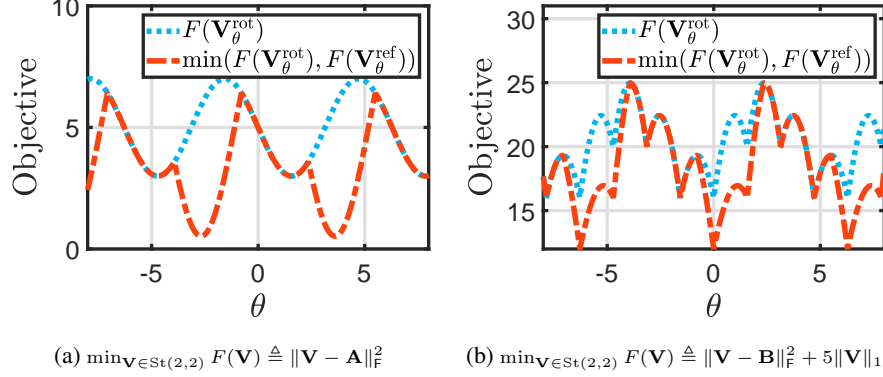 10
5
0
Objective
-5 0 5
θ
F(V_θ^rot)
min(F(V_θ^rot), F(V_θ^ref))
30
25
20
15
Objective
-5 0 5
θ
F(V_θ^rot)
min(F(V_θ^rot), F(V_θ^ref))
(a) min_{V∈St(2,2)} F(V) ≜ ‖V − A‖_F^2
(b) min_{V∈St(2,2)} F(V) ≜ ‖V − B‖_F^2 + 5‖V‖_1